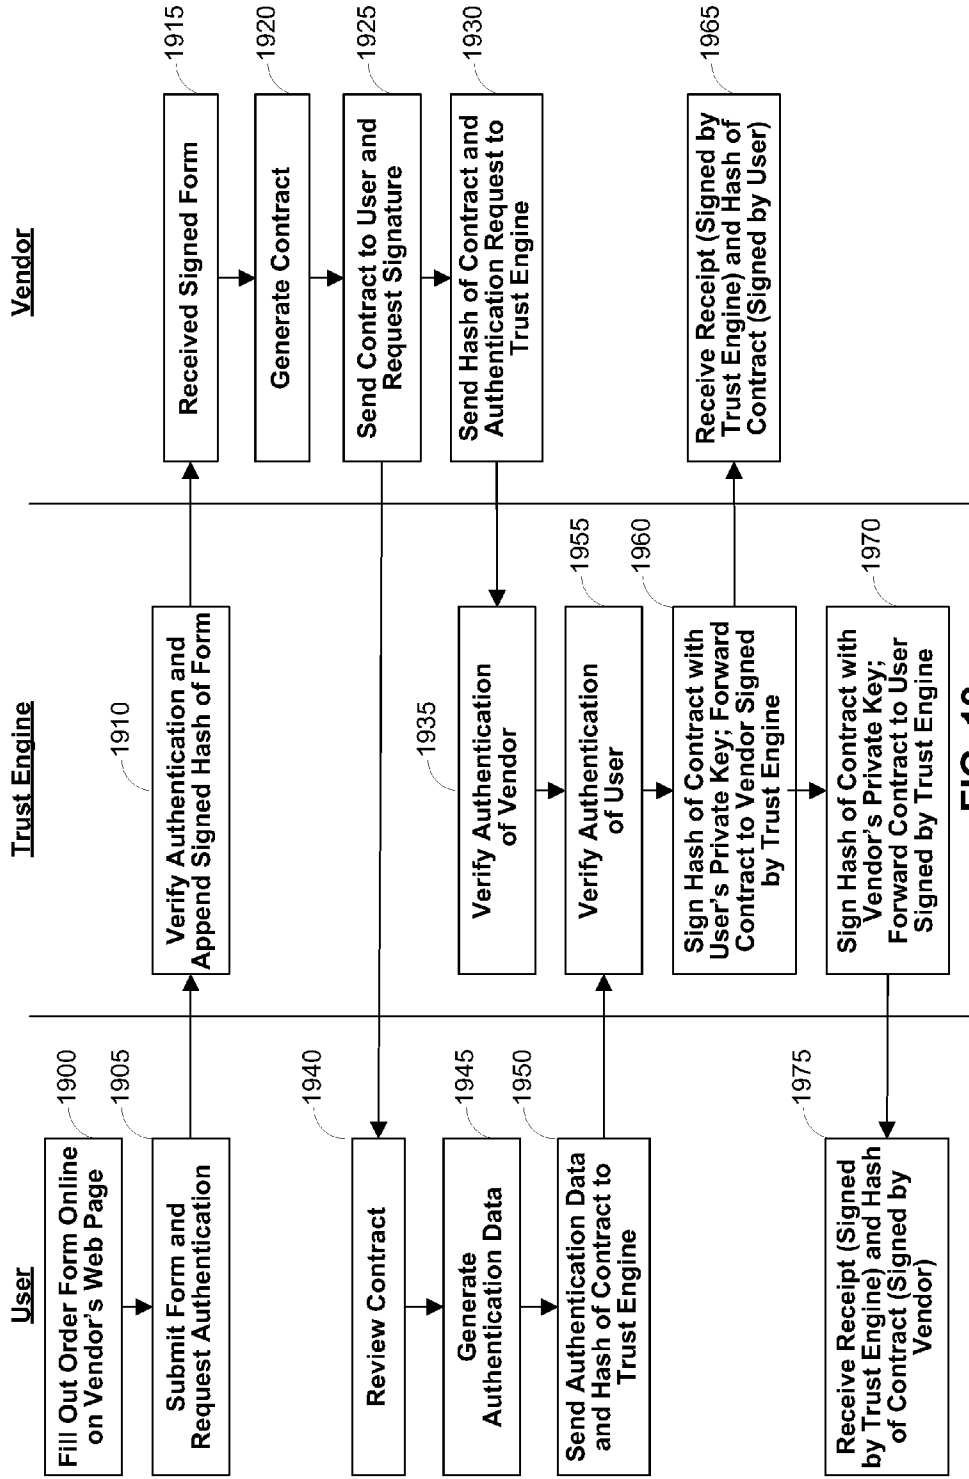 User
Trust Engine
Vendor
Fill Out Order Form Online
on Vendor's Web Page
1900
Submit Form and
Request Authentication
1905
Verify Authentication and
Append Signed Hash of Form
1910
Received Signed Form
1915
Generate Contract
1920
Send Contract to User and
Request Signature
1925
Send Hash of Contract and
Authentication Request to
Trust Engine
1930
Verify Authentication
of Vendor
1935
Review Contract
1940
Generate
Authentication Data
1945
Send Authentication Data
and Hash of Contract to
Trust Engine
1950
Verify Authentication
of User
1955
Sign Hash of Contract with
User's Private Key; Forward
Contract to Vendor Signed
by Trust Engine
1960
Receive Receipt (Signed by
Trust Engine) and Hash of
Contract (Signed by User)
1965
Sign Hash of Contract with
Vendor's Private Key;
Forward Contract to User
Signed by Trust Engine
1970
Receive Receipt (Signed
by Trust Engine) and Hash
of Contract (Signed by
Vendor)
1975